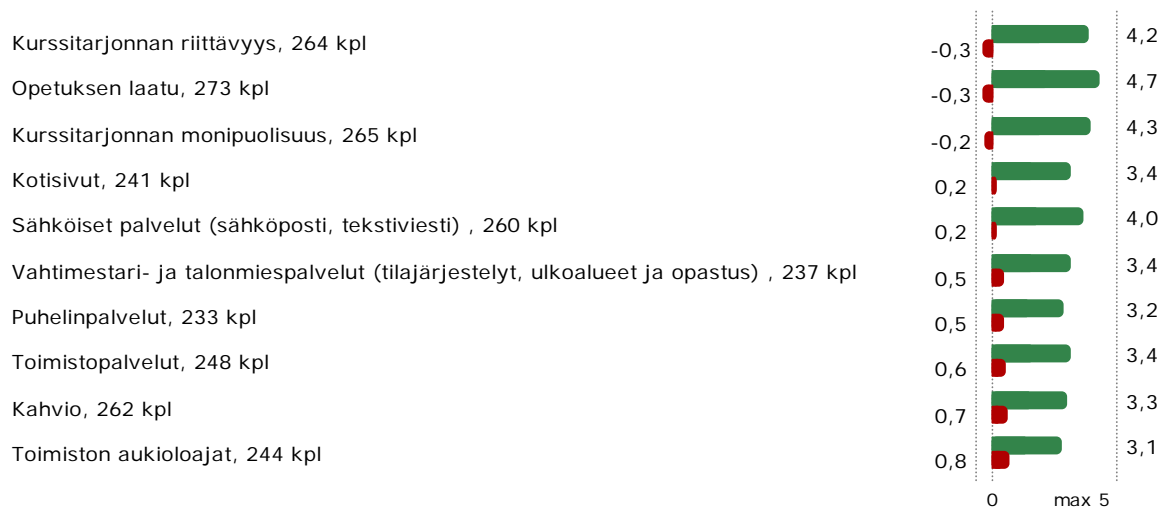 Kurssitarjonnan riittävyys, 264 kpl -0,3 4,2
Opetuksen laatu, 273 kpl -0,3 4,7
Kurssitarjonnan monipuolisuus, 265 kpl -0,2 4,3
Kotisivut, 241 kpl 0,2 3,4
Sähköiset palvelut (sähköposti, tekstiviesti) , 260 kpl 0,2 4,0
Vahtimestari- ja talonmiespalvelut (tilajärjestelyt, ulkoalueet ja opastus) , 237 kpl 0,5 3,4
Puhelinpalvelut, 233 kpl 0,5 3,2
Toimistopalvelut, 248 kpl 0,6 3,4
Kahvio, 262 kpl 0,7 3,3
Toimiston aukioloajat, 244 kpl 0,8 3,1
0 max 5